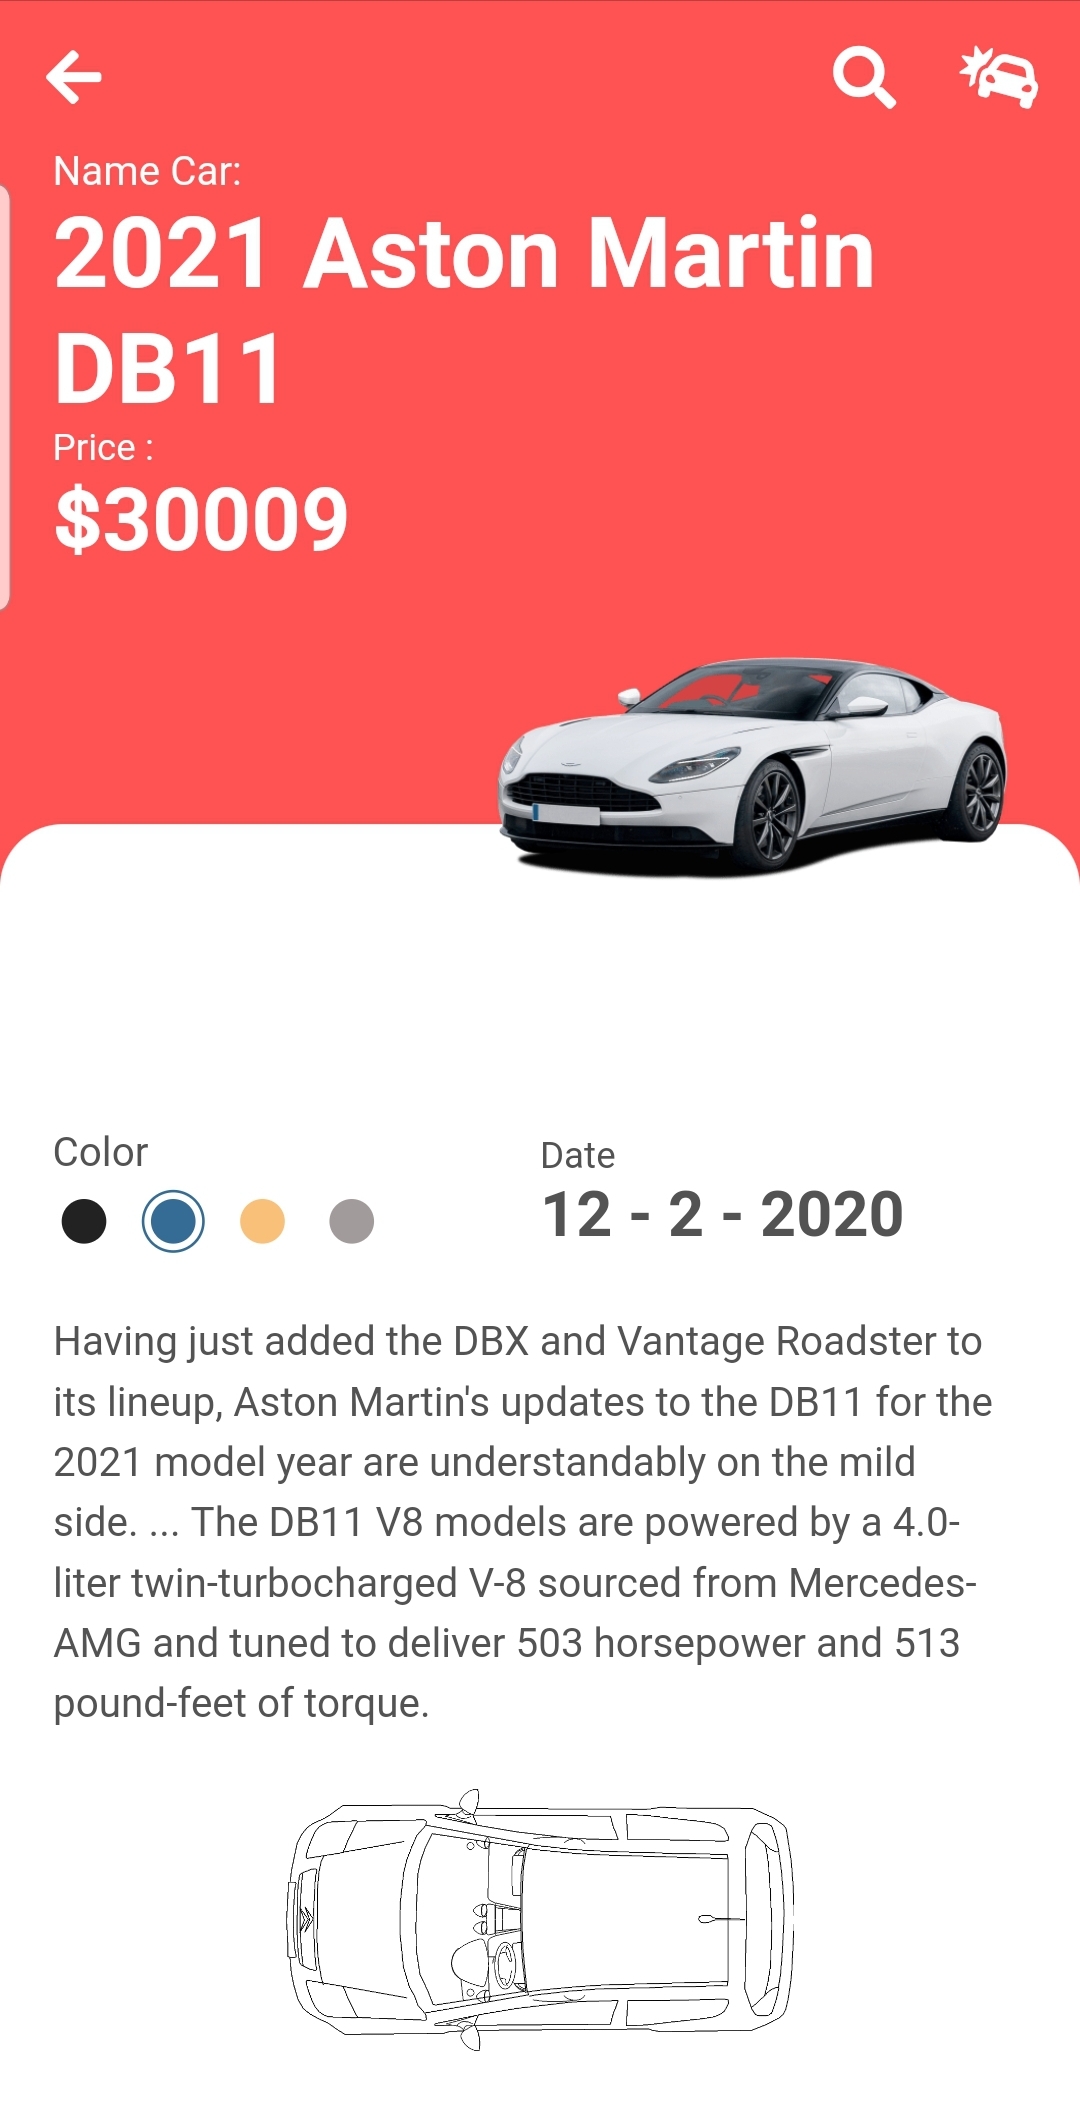 Name Car:
2021 Aston Martin
DB11
Price :
$30009
Color
Date
12 - 2 - 2020
Having just added the DBX and Vantage Roadster to
its lineup, Aston Martin's updates to the DB11 for the
2021 model year are understandably on the mild
side. ... The DB11 V8 models are powered by a 4.0-
liter twin-turbocharged V-8 sourced from Mercedes-
AMG and tuned to deliver 503 horsepower and 513
pound-feet of torque.